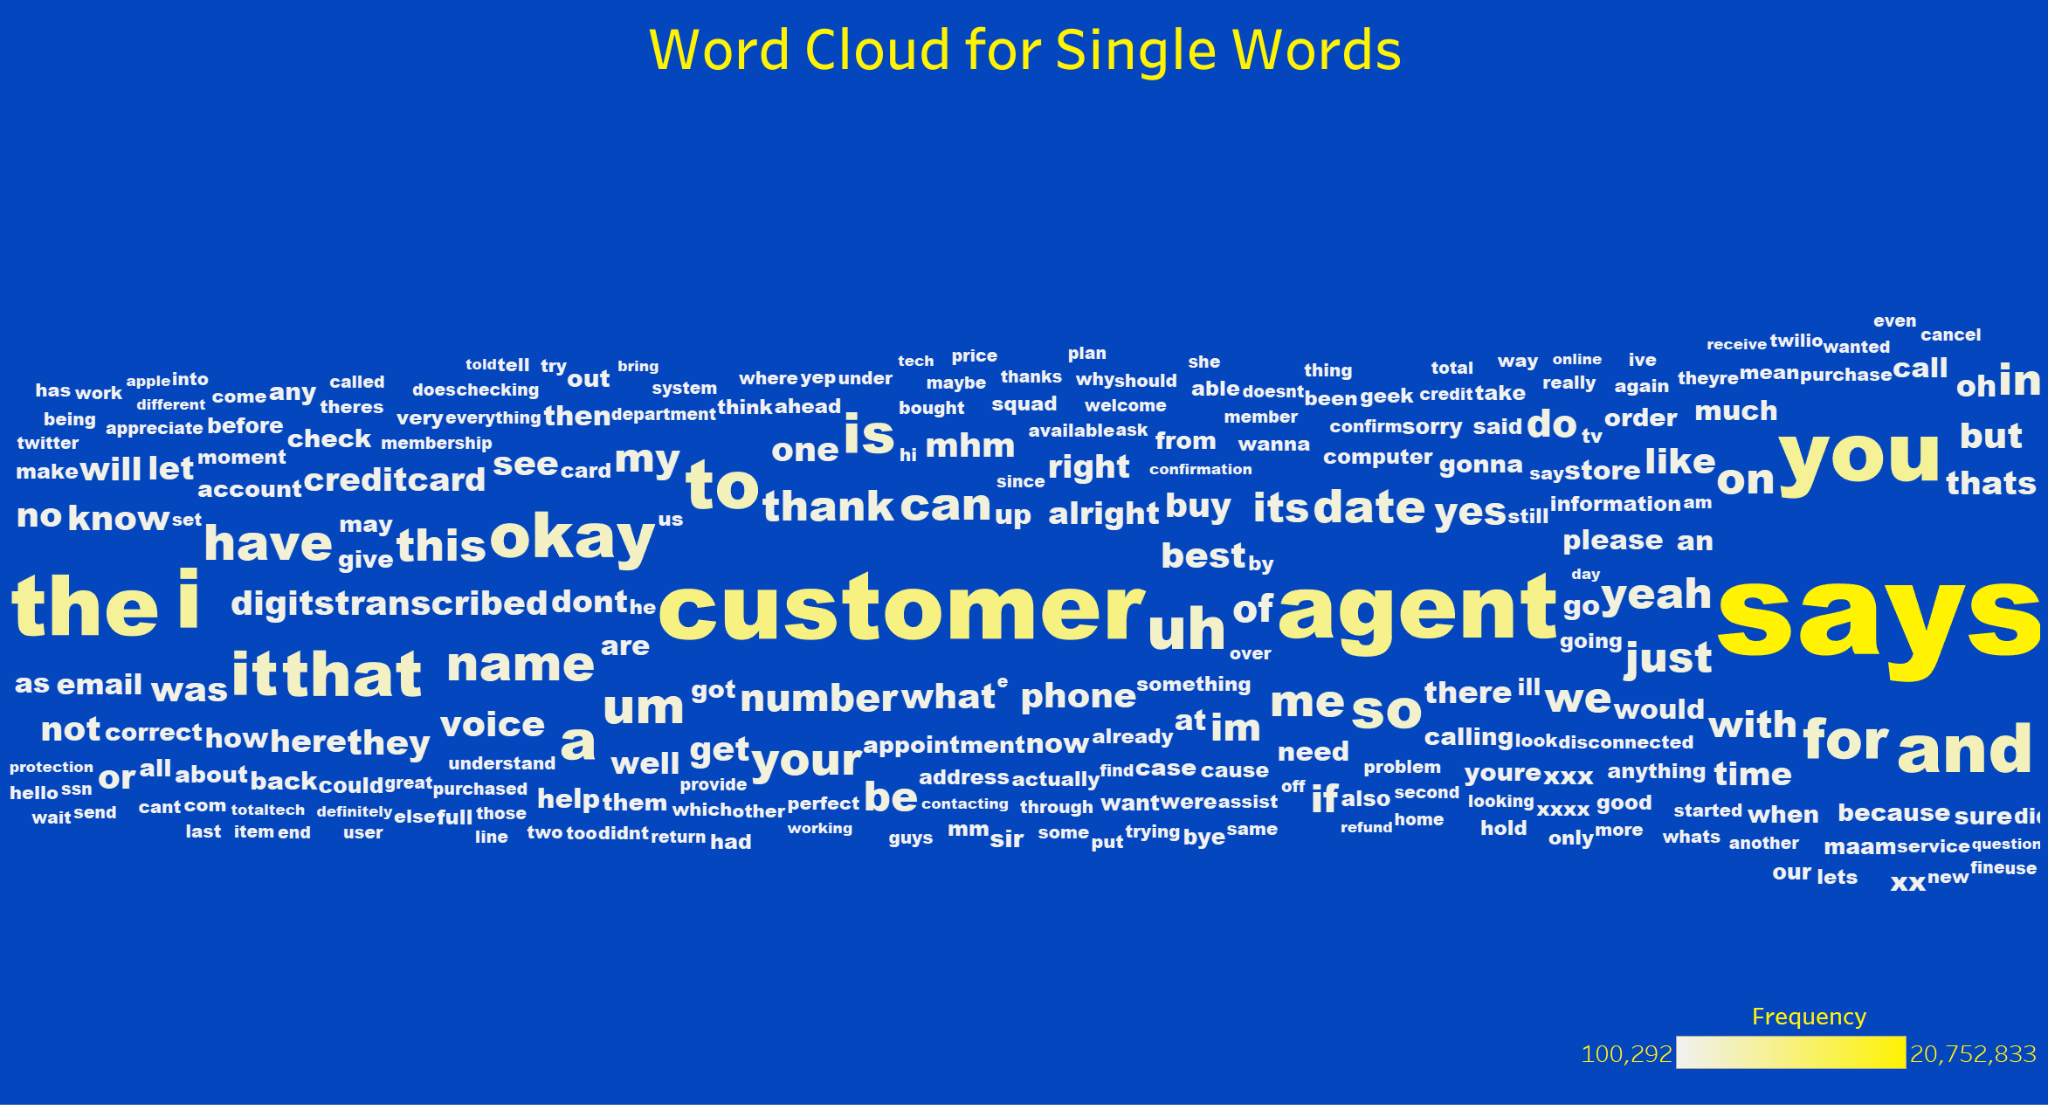 Word Cloud for Single Words
even
cancel
receive twilio wanted
told tell try out bring tech price plan she thing total way online ive theyre mean purchase call oh in
has work apple into come any called does checking system where yep under maybe thanks why should able doesnt been geek credit take really again
being different theres very everything then department think ahead bought squad welcome member confirm sorry said do tv order much
twitter appreciate before check membership one is hi mhm available ask from wanna computer gonna say store like on you but
make will let moment see card my since right confirmation thats
account creditcard to thank can up alright buy its date yes still information am
no know set have may us
give this okay best by please an
the i digitstranscribed dont he customer uh of agent day go yeah says
are over going just
as email was it that name um got number what e phone something me so there ill we would with for and
not correct how here they voice a well get your appointment now already at im need calling look disconnected
protection or all about back could great understand provide address actually find case cause problem youre xxx anything time
hello ssn purchased help them which other perfect be contacting through want were assist off if also second looking xxxx good started when because sure did
wait send cant com totaltech definitely else full those
last item end user line two too didnt return had working guys mm sir some put trying bye same refund home hold only more whats another maam service question
our lets xx new fine use
Frequency
100,292 20,752,833